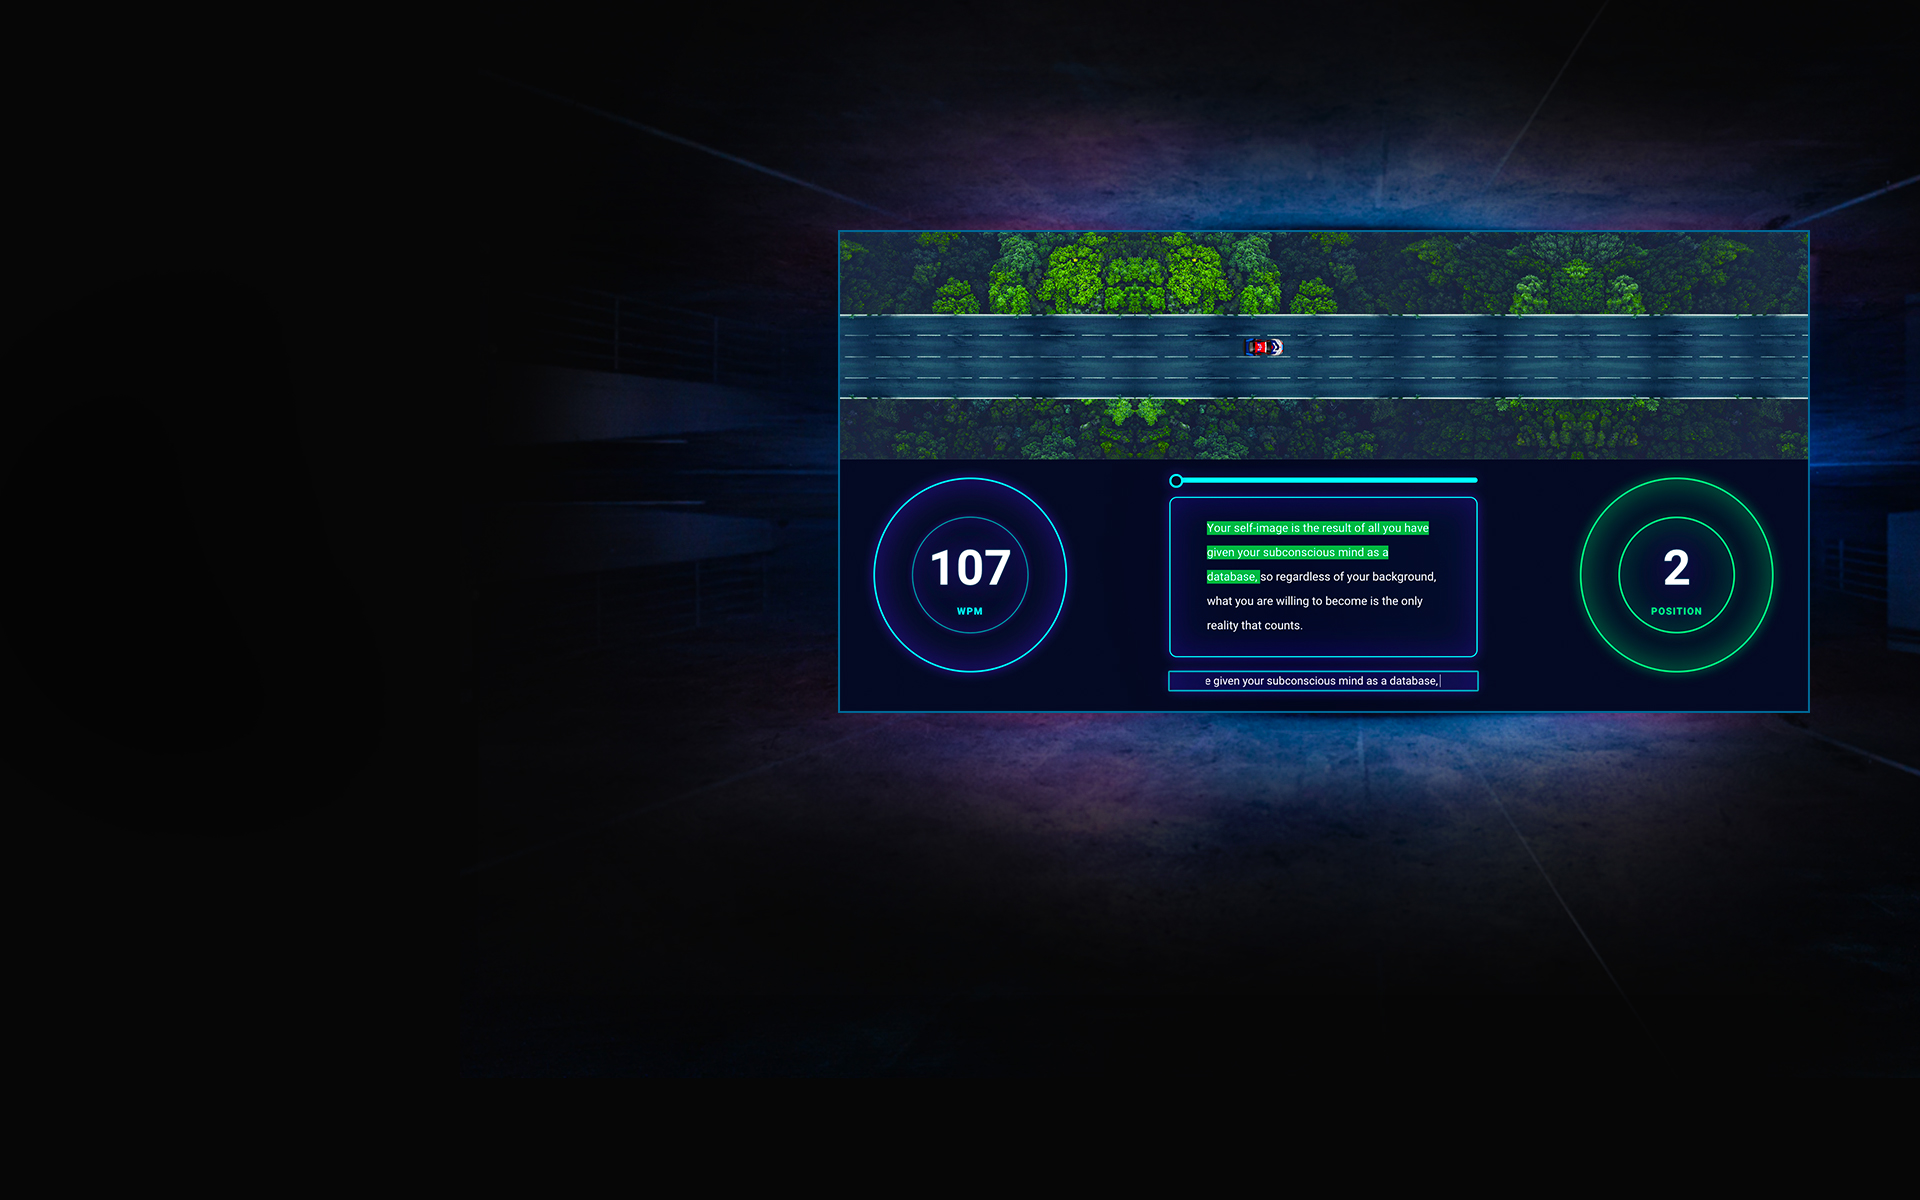 107
WPM
Your self-image is the result of all you have
given your subconscious mind as a
database, so regardless of your background,
what you are willing to become is the only
reality that counts.
e given your subconscious mind as a database,
2
POSITION